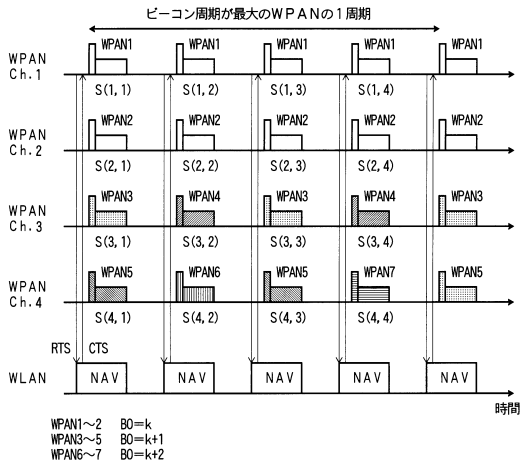 ビーコン周期が最大のWPANの1周期
WPAN Ch.1
WPAN1 WPAN1 WPAN1 WPAN1 WPAN1
S(1, 1) S(1, 2) S(1, 3) S(1, 4)
WPAN Ch.2
WPAN2 WPAN2 WPAN2 WPAN2 WPAN2
S(2, 1) S(2, 2) S(2, 3) S(2, 4)
WPAN Ch.3
WPAN3 WPAN4 WPAN3 WPAN4 WPAN3
S(3, 1) S(3, 2) S(3, 3) S(3, 4)
WPAN Ch.4
WPAN5 WPAN6 WPAN5 WPAN7 WPAN5
S(4, 1) S(4, 2) S(4, 3) S(4, 4)
RTS CTS
WLAN
NAV NAV NAV NAV NAV
時間
WPAN1～2 BO=k
WPAN3～5 BO=k+1
WPAN6～7 BO=k+2